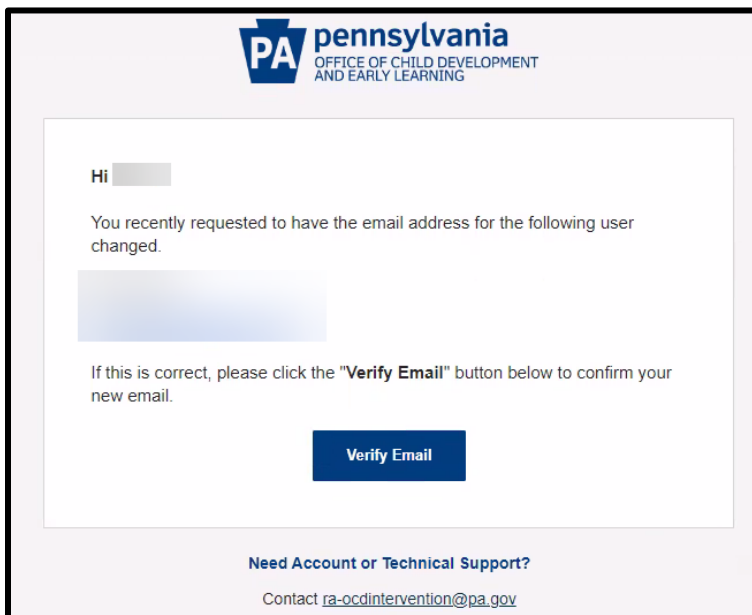 PA
pennsylvania
OFFICE OF CHILD DEVELOPMENT
AND EARLY LEARNING
Hi
You recently requested to have the email address for the following user
changed.
If this is correct, please click the "Verify Email" button below to confirm your
new email.
Verify Email
Need Account or Technical Support?
Contact ra-ocdintervention@pa.gov